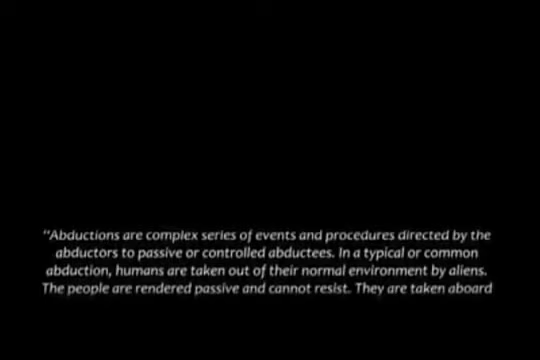 "Abductions are complex series of events and procedures directed by the
abductors to passive or controlled abductees. In a typical or common
abduction, humans are taken out of their normal environment by aliens.
The people are rendered passive and cannot resist. They are taken aboard